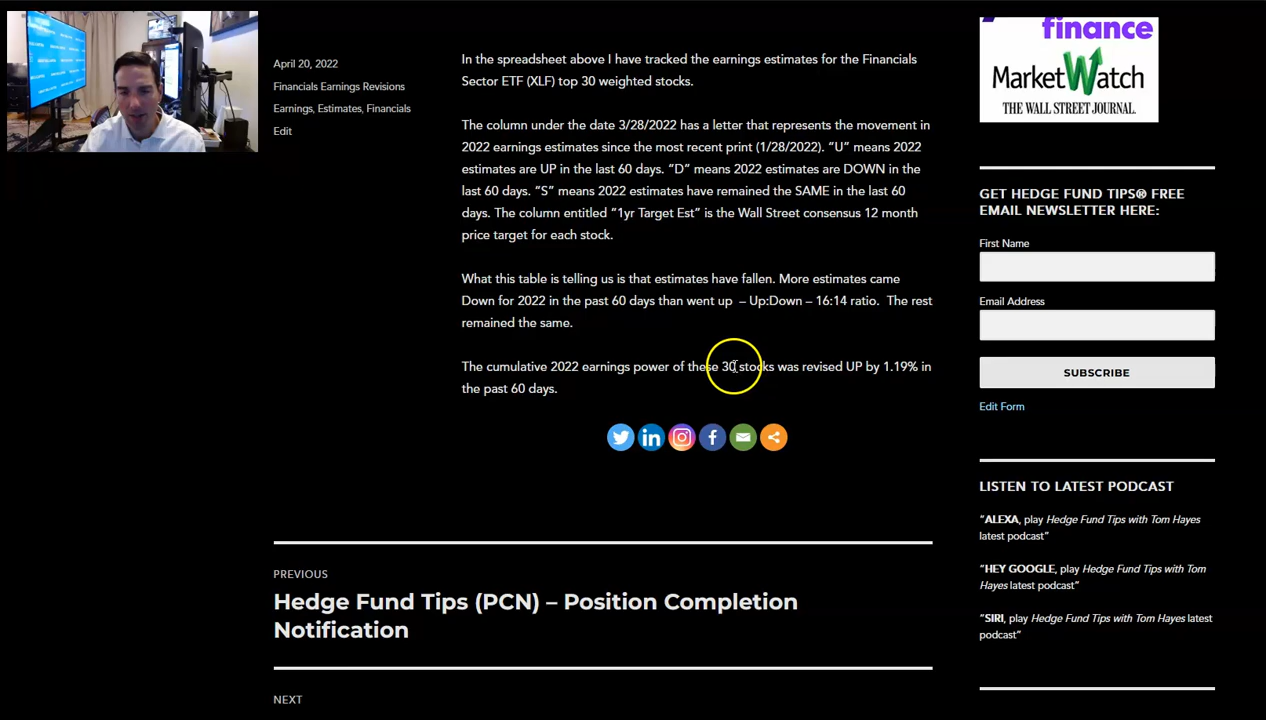 April 20, 2022
Financials Earnings Revisions
Earnings, Estimates, Financials
Edit
In the spreadsheet above I have tracked the earnings estimates for the Financials
Sector ETF (XLF) top 30 weighted stocks.
The column under the date 3/28/2022 has a letter that represents the movement in
2022 earnings estimates since the most recent print (1/28/2022). “U” means 2022
estimates are UP in the last 60 days. “D” means 2022 estimates are DOWN in the
last 60 days. “S” means 2022 estimates have remained the SAME in the last 60
days. The column entitled “1yr Target Est” is the Wall Street consensus 12 month
price target for each stock.
What this table is telling us is that estimates have fallen. More estimates came
Down for 2022 in the past 60 days than went up – Up:Down – 16:14 ratio. The rest
remained the same.
The cumulative 2022 earnings power of these 30 stocks was revised UP by 1.19% in
the past 60 days.
PREVIOUS
Hedge Fund Tips (PCN) – Position Completion
Notification
NEXT
finance
MarketWatch
THE WALL STREET JOURNAL.
GET HEDGE FUND TIPS® FREE
EMAIL NEWSLETTER HERE:
First Name
Email Address
SUBSCRIBE
Edit Form
LISTEN TO LATEST PODCAST
“ALEXA, play Hedge Fund Tips with Tom Hayes
latest podcast”
“HEY GOOGLE, play Hedge Fund Tips with Tom
Hayes latest podcast”
“SIRI, play Hedge Fund Tips with Tom Hayes latest
podcast”